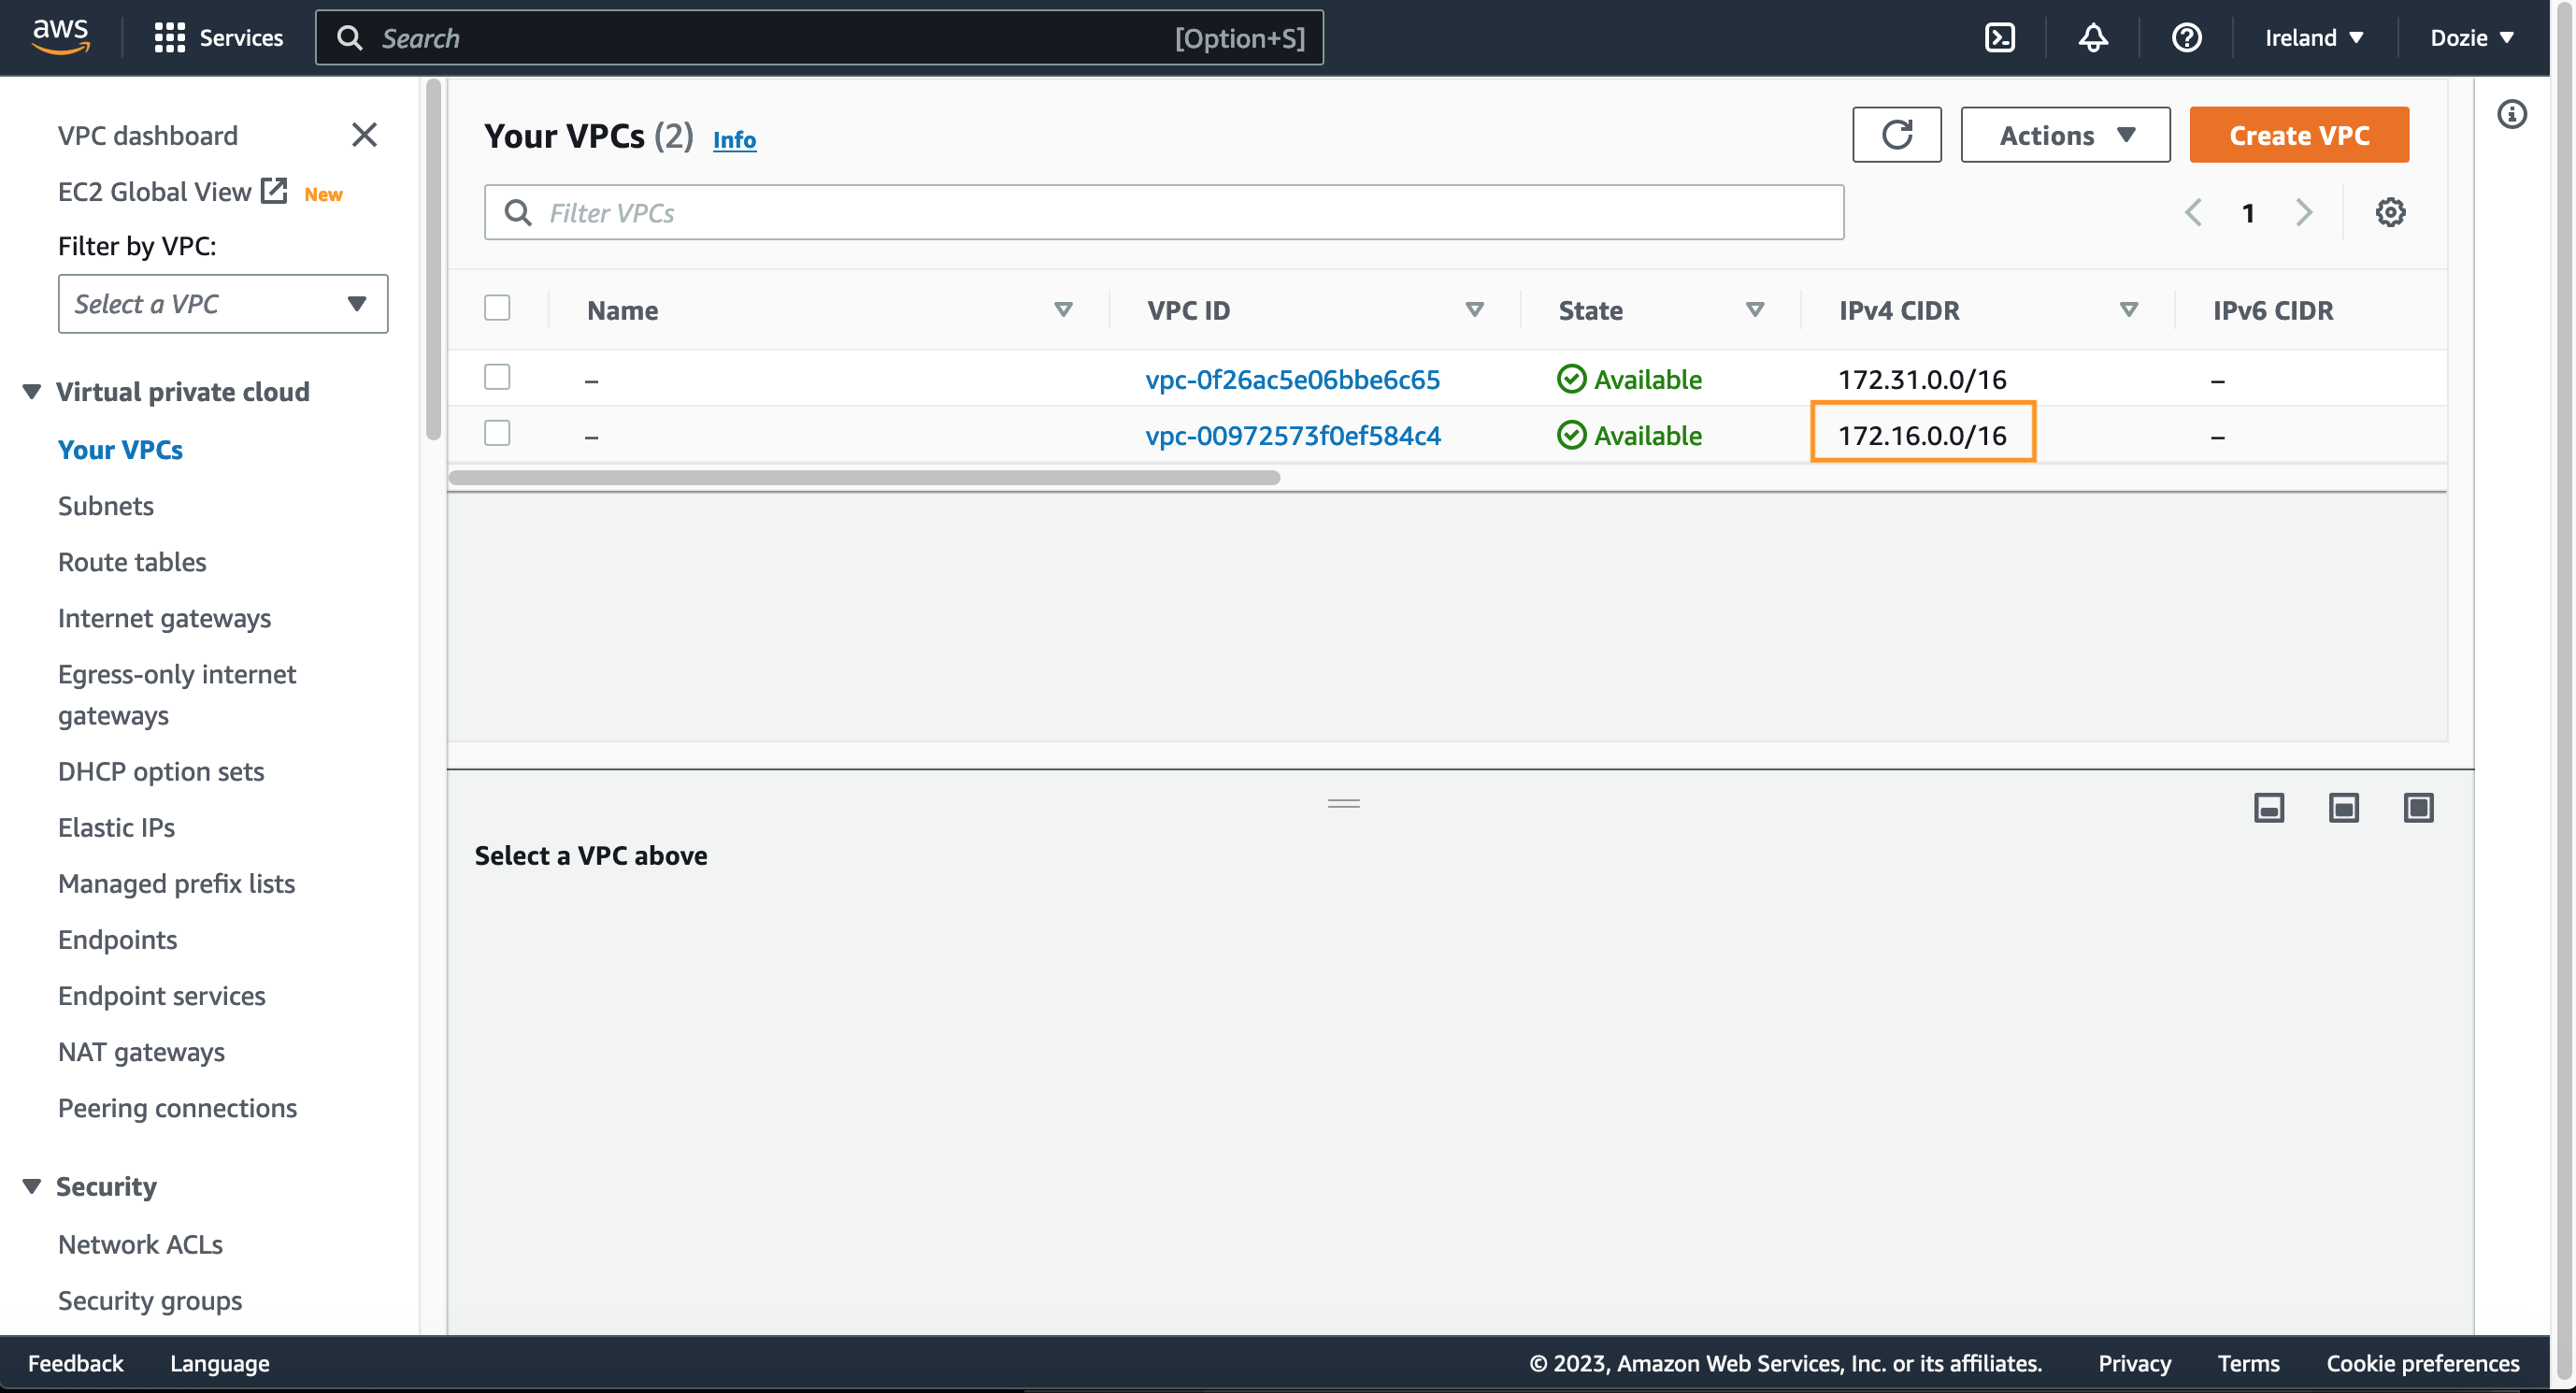 aws
Services
Search
[Option+S]
Ireland
Dozie
VPC dashboard
EC2 Global View New
Filter by VPC:
Select a VPC
Virtual private cloud
Your VPCs
Subnets
Route tables
Internet gateways
Egress-only internet
gateways
DHCP option sets
Elastic IPs
Managed prefix lists
Endpoints
Endpoint services
NAT gateways
Peering connections
Security
Network ACLs
Security groups
Your VPCs (2) Info
Actions
Create VPC
Filter VPCs
1
Name VPC ID State IPv4 CIDR IPv6 CIDR
– vpc-0f26ac5e06bbe6c65 Available 172.31.0.0/16 –
– vpc-00972573f0ef584c4 Available 172.16.0.0/16 –
Select a VPC above
Feedback Language © 2023, Amazon Web Services, Inc. or its affiliates. Privacy Terms Cookie preferences